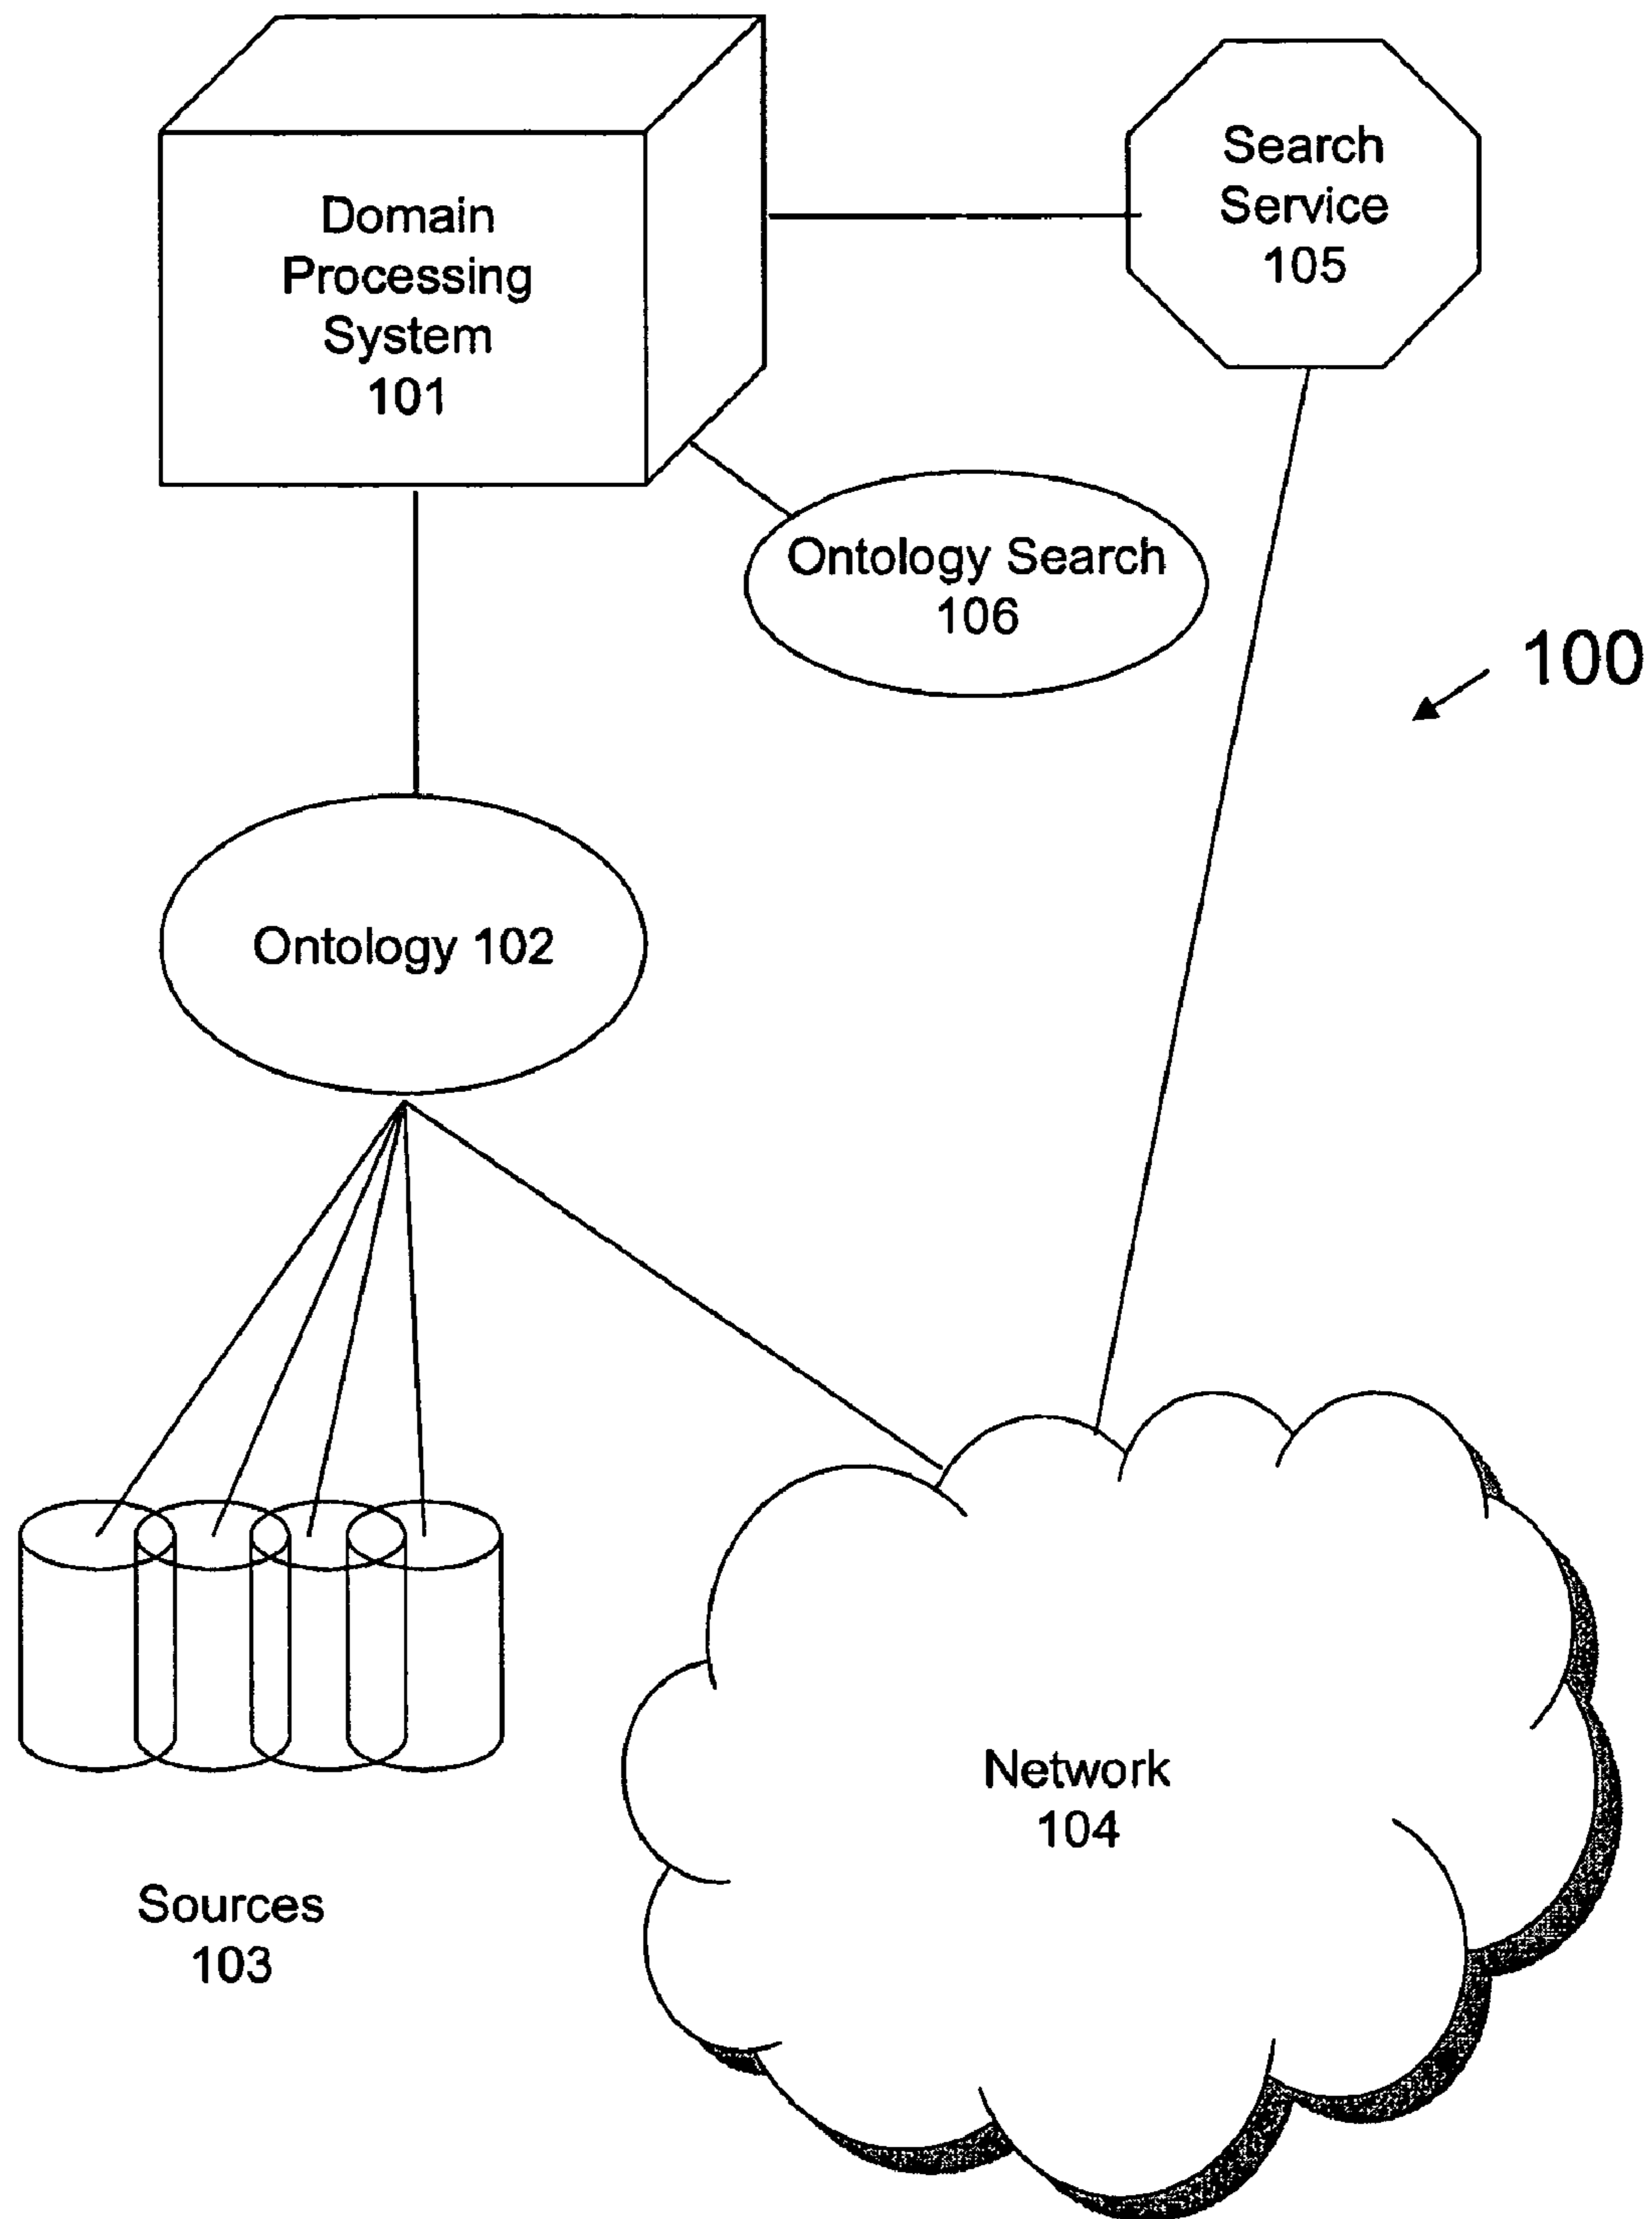 Domain
Processing
System
101
Search
Service
105
Ontology Search
106
100
Ontology 102
Network
104
Sources
103